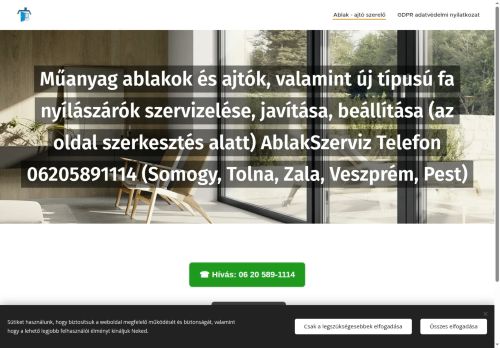 Ablak - ajtó szerelő GDPR adatvédelmi nyilatkozat
Műanyag ablakok és ajtók, valamint új típusú fa
nyílászárók szervizelése, javítása, beállítása (az
oldal szerkesztés alatt) AblakSzerviz Telefon
06205891114 (Somogy, Tolna, Zala, Veszprém, Pest)
☎ Hívás: 06 20 589-1114
Sütiket használunk, hogy biztosítsuk a weboldal megfelelő működését és biztonságát, valamint
hogy a lehető legjobb felhasználói élményt kínáljuk Neked.
Csak a legszükségesebbek elfogadása
Összes elfogadása